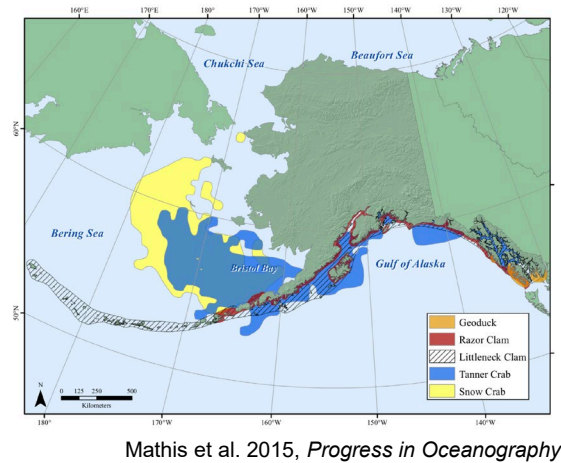 160°E
170°E
180°
170°W
160°W
150°W
140°W
130°W
120°W
Chukchi Sea
Beaufort Sea
60°N
Bering Sea
Bristol Bay
Gulf of Alaska
50°N
Geoduck
Razor Clam
Littleneck Clam
Tanner Crab
Snow Crab
N
0 125 250 500
Kilometers
180°
170°W
160°W
150°W
140°W
Mathis et al. 2015, Progress in Oceanography